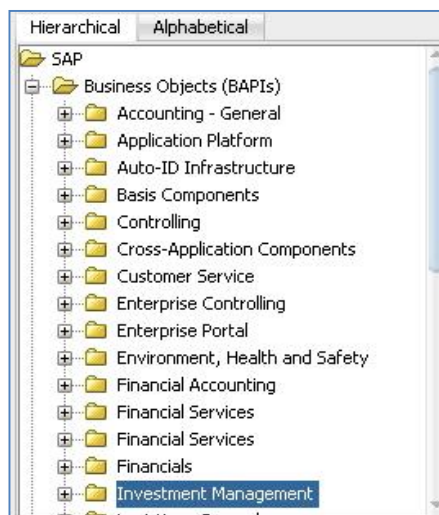 Hierarchical Alphabetical
SAP
Business Objects (BAPIs)
Accounting - General
Application Platform
Auto-ID Infrastructure
Basis Components
Controlling
Cross-Application Components
Customer Service
Enterprise Controlling
Enterprise Portal
Environment, Health and Safety
Financial Accounting
Financial Services
Financial Services
Financials
Investment Management